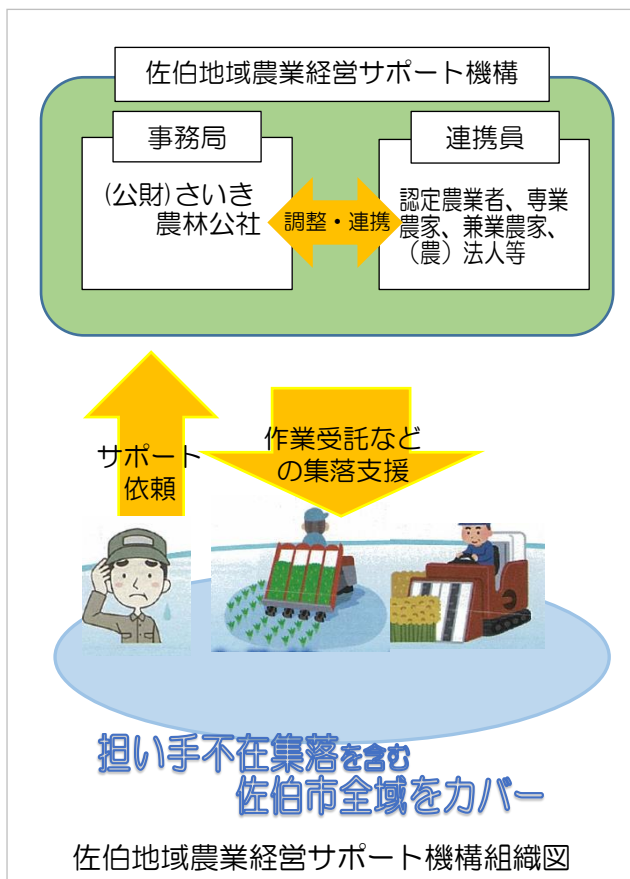 佐伯地域農業経営サポート機構
事務局
(公財)さいき
農林公社
調整・連携
連携員
認定農業者、専業
農家、兼業農家、
（農）法人等
サポート
依頼
作業受託など
の集落支援
担い手不在集落を含む
佐伯市全域をカバー
佐伯地域農業経営サポート機構組織図